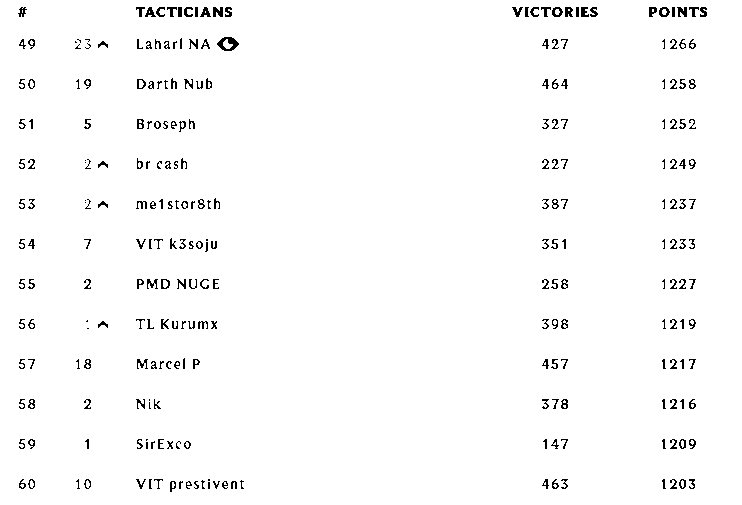 # TACTICIANS VICTORIES POINTS
49 23 Laharl NA 427 1266
50 19 Darth Nub 464 1258
51 5 Broseph 327 1252
52 2 br cash 227 1249
53 2 me1stor8th 387 1237
54 7 VIT k3soju 351 1233
55 2 PMD NUGE 258 1227
56 1 TL Kurumx 398 1219
57 18 Marcel P 457 1217
58 2 Nik 378 1216
59 1 SirExco 147 1209
60 10 VIT prestivent 463 1203